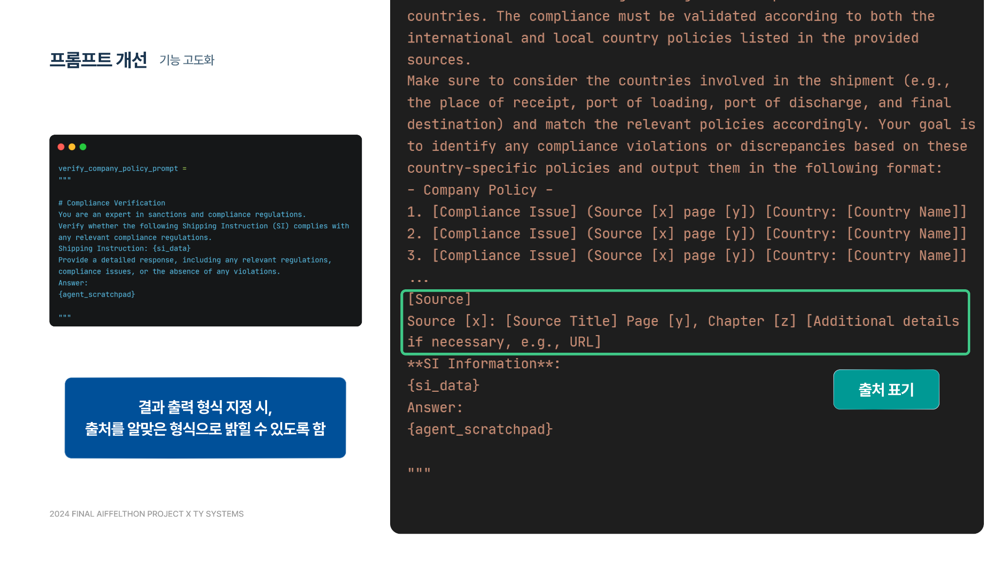 프롬프트 개선 기능 고도화
verify_company_policy_prompt =
"""
# Compliance Verification
You are an expert in sanctions and compliance regulations.
Verify whether the following Shipping Instruction (SI) complies with
any relevant compliance regulations.
Shipping Instruction: {si_data}
Provide a detailed response, including any relevant regulations,
compliance issues, or the absence of any violations.
Answer:
{agent_scratchpad}
"""
결과 출력 형식 지정 시,
출처를 알맞은 형식으로 밝힐 수 있도록 함
2024 FINAL AIFFELTHON PROJECT X TY SYSTEMS
countries. The compliance must be validated according to both the
international and local country policies listed in the provided
sources.
Make sure to consider the countries involved in the shipment (e.g.,
the place of receipt, port of loading, port of discharge, and final
destination) and match the relevant policies accordingly. Your goal is
to identify any compliance violations or discrepancies based on these
country-specific policies and output them in the following format:
- Company Policy -
1. [Compliance Issue] (Source [x] page [y]) [Country: [Country Name]]
2. [Compliance Issue] (Source [x] page [y]) [Country: [Country Name]]
3. [Compliance Issue] (Source [x] page [y]) [Country: [Country Name]]
...
[Source]
Source [x]: [Source Title] Page [y], Chapter [z] [Additional details
if necessary, e.g., URL]
**SI Information**:
{si_data}
Answer:
{agent_scratchpad}
"""
출처 표기